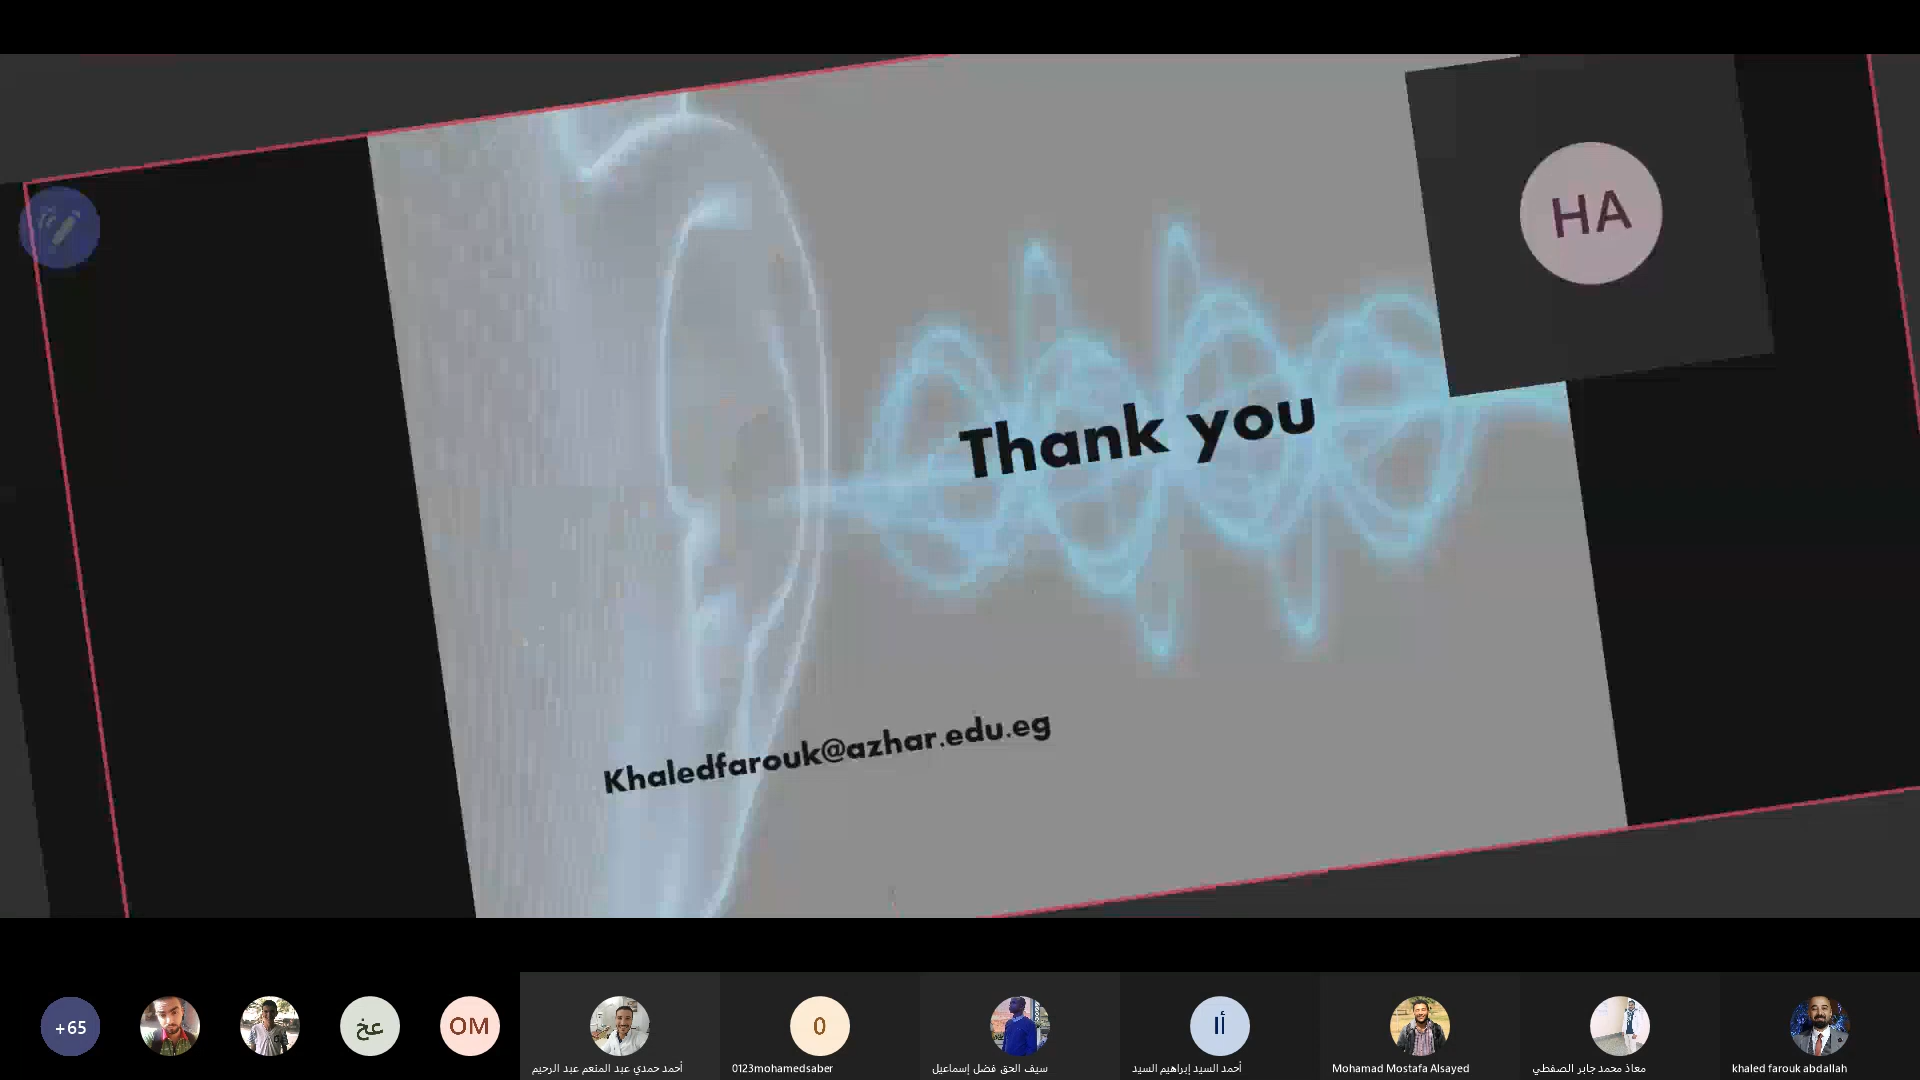 HA
Thank you
Khaledfarouk@azhar.edu.eg
+65
عخ
OM
أحمد حمدي عبد المنعم عبد الرحيم
0
0123mohamedsaber
سيف الحق فضل إسماعيل
أا
أحمد السيد إبراهيم السيد
Mohamad Mostafa Alsayed
معاذ محمد جابر الصفطي
khaled farouk abdallah